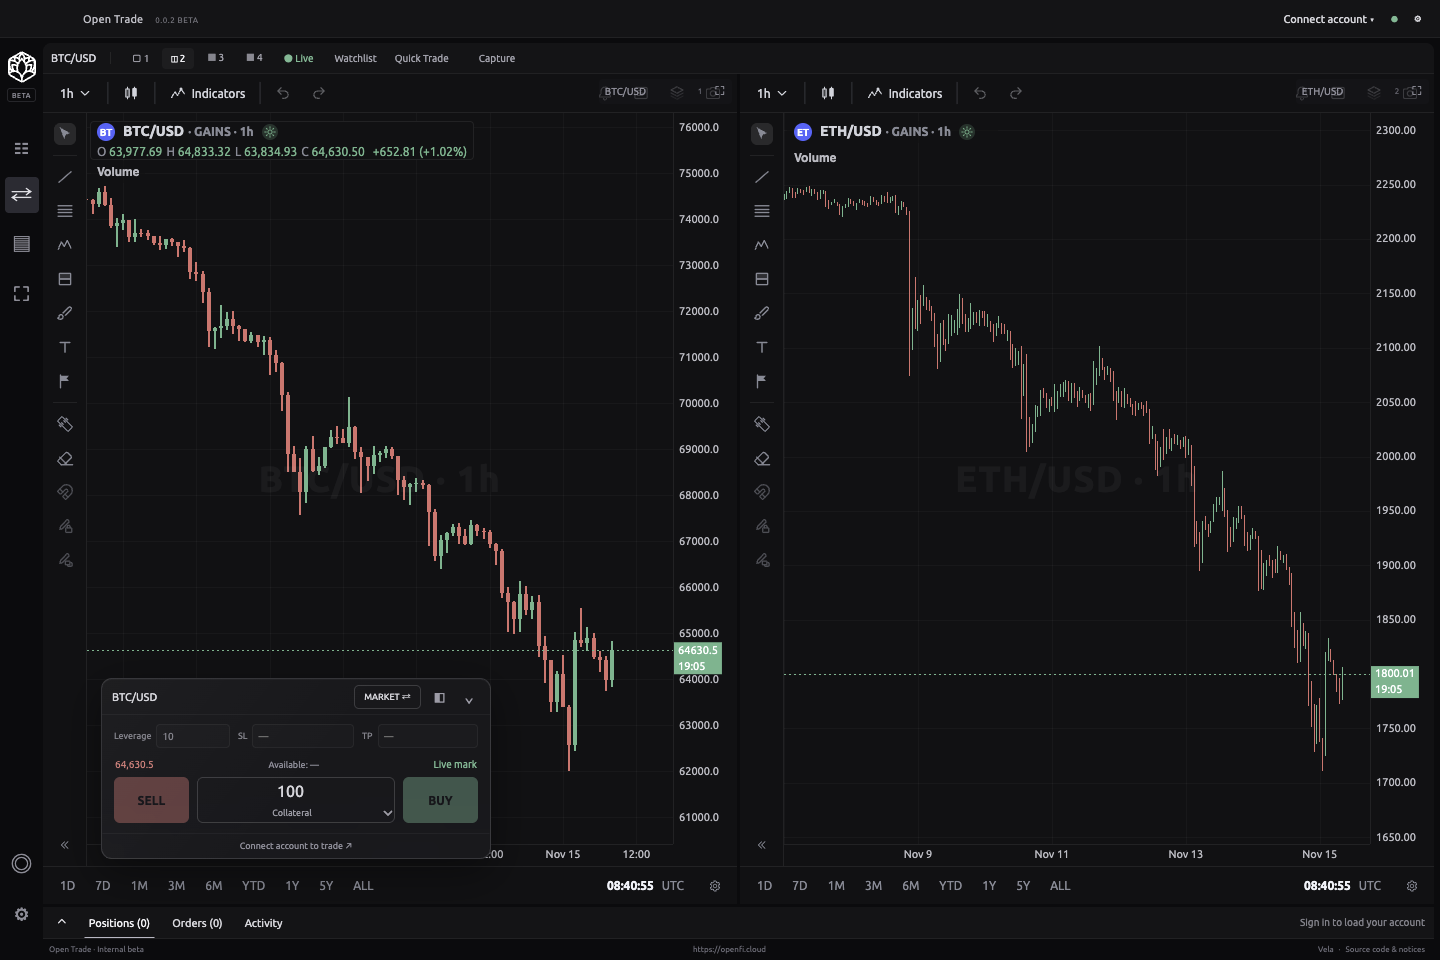 Open Trade 0.0.2 BETA
Connect account ▾
BETA
BTC/USD 1 2 3 4 Live Watchlist Quick Trade Capture
1h Indicators BTC/USD 1
BT BTC/USD · GAINS · 1h
O 63,977.69 H 64,833.32 L 63,834.93 C 64,630.50 +652.81 (+1.02%)
Volume
BTC/USD · 1h
76000.0
75000.0
74000.0
73000.0
72000.0
71000.0
70000.0
69000.0
68000.0
67000.0
66000.0
65000.0
64630.5
19:05
64000.0
63000.0
62000.0
61000.0
BTC/USD MARKET ⇄
Leverage 10 SL — TP —
64,630.5 Available: — Live mark
SELL 100 BUY
Collateral
Connect account to trade ↗
:00 Nov 15 12:00
1D 7D 1M 3M 6M YTD 1Y 5Y ALL 08:40:55 UTC
1h Indicators ETH/USD 2
ET ETH/USD · GAINS · 1h
Volume
ETH/USD · 1h
2300.00
2250.00
2200.00
2150.00
2100.00
2050.00
2000.00
1950.00
1900.00
1850.00
1800.01
19:05
1750.00
1700.00
1650.00
Nov 9 Nov 11 Nov 13 Nov 15
1D 7D 1M 3M 6M YTD 1Y 5Y ALL 08:40:55 UTC
Positions (0) Orders (0) Activity Sign in to load your account
Open Trade · Internal beta https://openfi.cloud Vela · Source code & notices